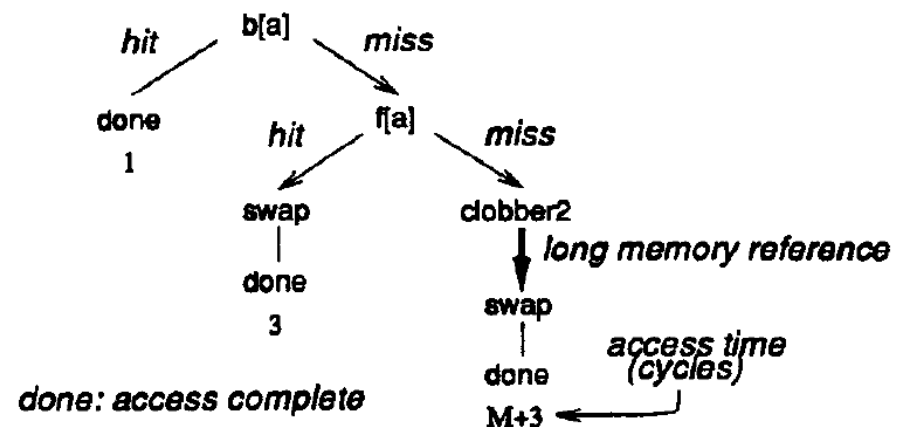 b[a]
hit
miss
done
1
f[a]
hit
miss
swap
clobber2
long memory reference
done
3
swap
access time
(cycles)
done
done: access complete
M+3